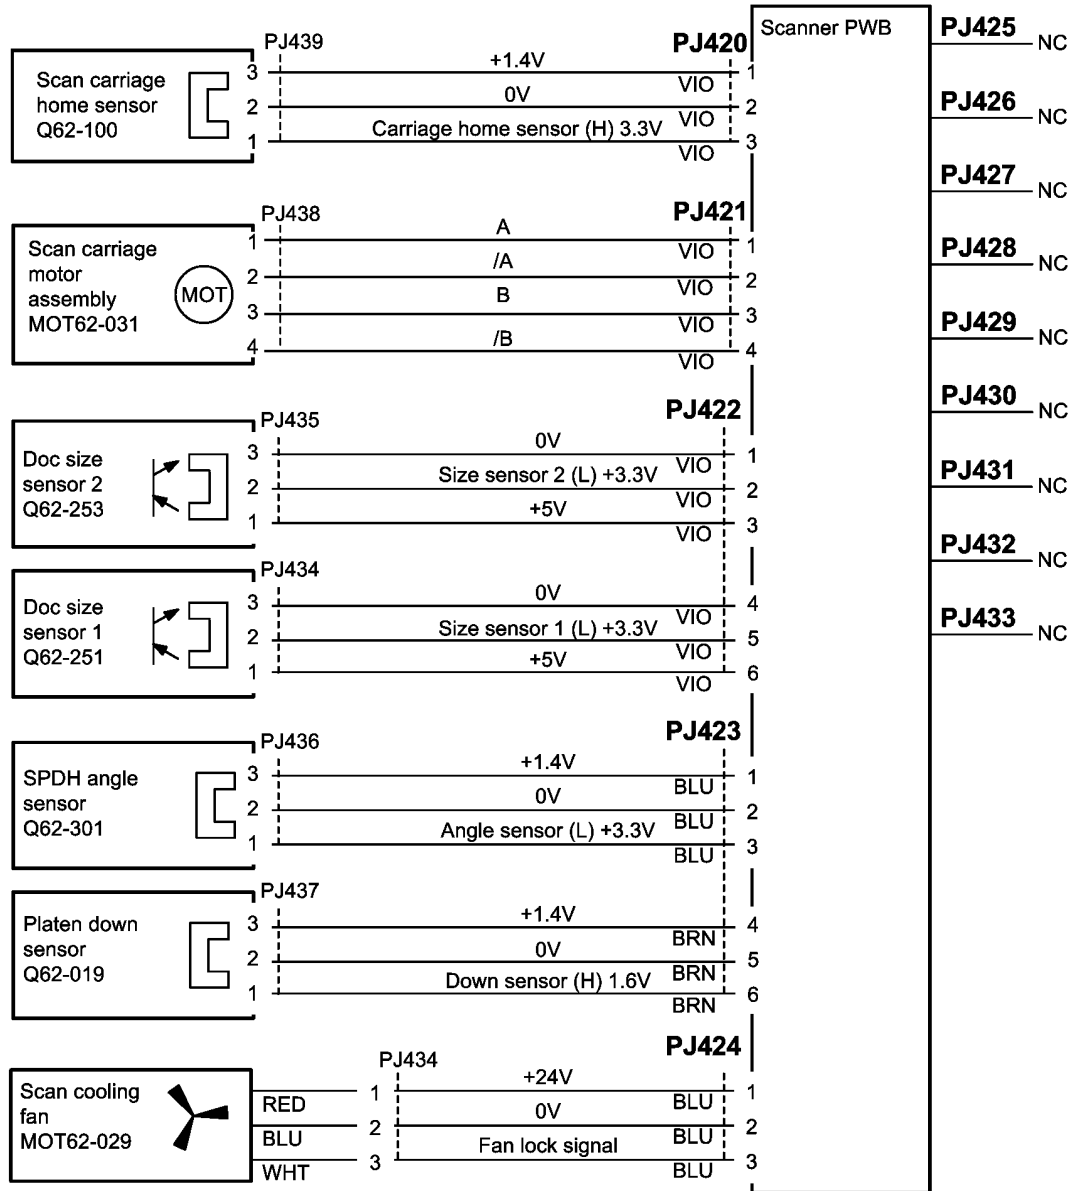 Scanner PWB
PJ439
PJ420
Scan carriage
home sensor
Q62-100
3 +1.4V VIO 1
2 0V VIO 2
1 Carriage home sensor (H) 3.3V VIO 3
PJ438
PJ421
Scan carriage
motor
assembly
MOT62-031
MOT
1 A VIO 1
2 /A VIO 2
3 B VIO 3
4 /B VIO 4
PJ435
PJ422
Doc size
sensor 2
Q62-253
3 0V VIO 1
2 Size sensor 2 (L) +3.3V VIO 2
1 +5V VIO 3
PJ434
Doc size
sensor 1
Q62-251
3 0V VIO 4
2 Size sensor 1 (L) +3.3V VIO 5
1 +5V VIO 6
PJ436
PJ423
SPDH angle
sensor
Q62-301
3 +1.4V BLU 1
2 0V BLU 2
1 Angle sensor (L) +3.3V BLU 3
PJ437
Platen down
sensor
Q62-019
3 +1.4V BRN 4
2 0V BRN 5
1 Down sensor (H) 1.6V BRN 6
PJ434
PJ424
Scan cooling
fan
MOT62-029
RED 1 +24V BLU 1
BLU 2 0V BLU 2
WHT 3 Fan lock signal BLU 3
PJ425 NC
PJ426 NC
PJ427 NC
PJ428 NC
PJ429 NC
PJ430 NC
PJ431 NC
PJ432 NC
PJ433 NC